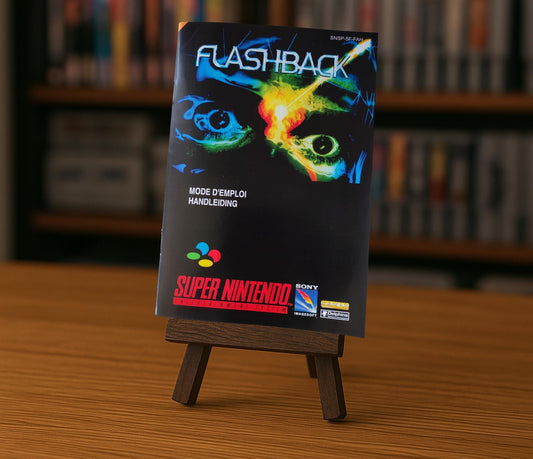 SNSP-5F-FAH
FLASHBACK
MODE D'EMPLOI
HANDLEIDING
SUPER NINTENDO
SONY
IMAGESOFT
Delphine